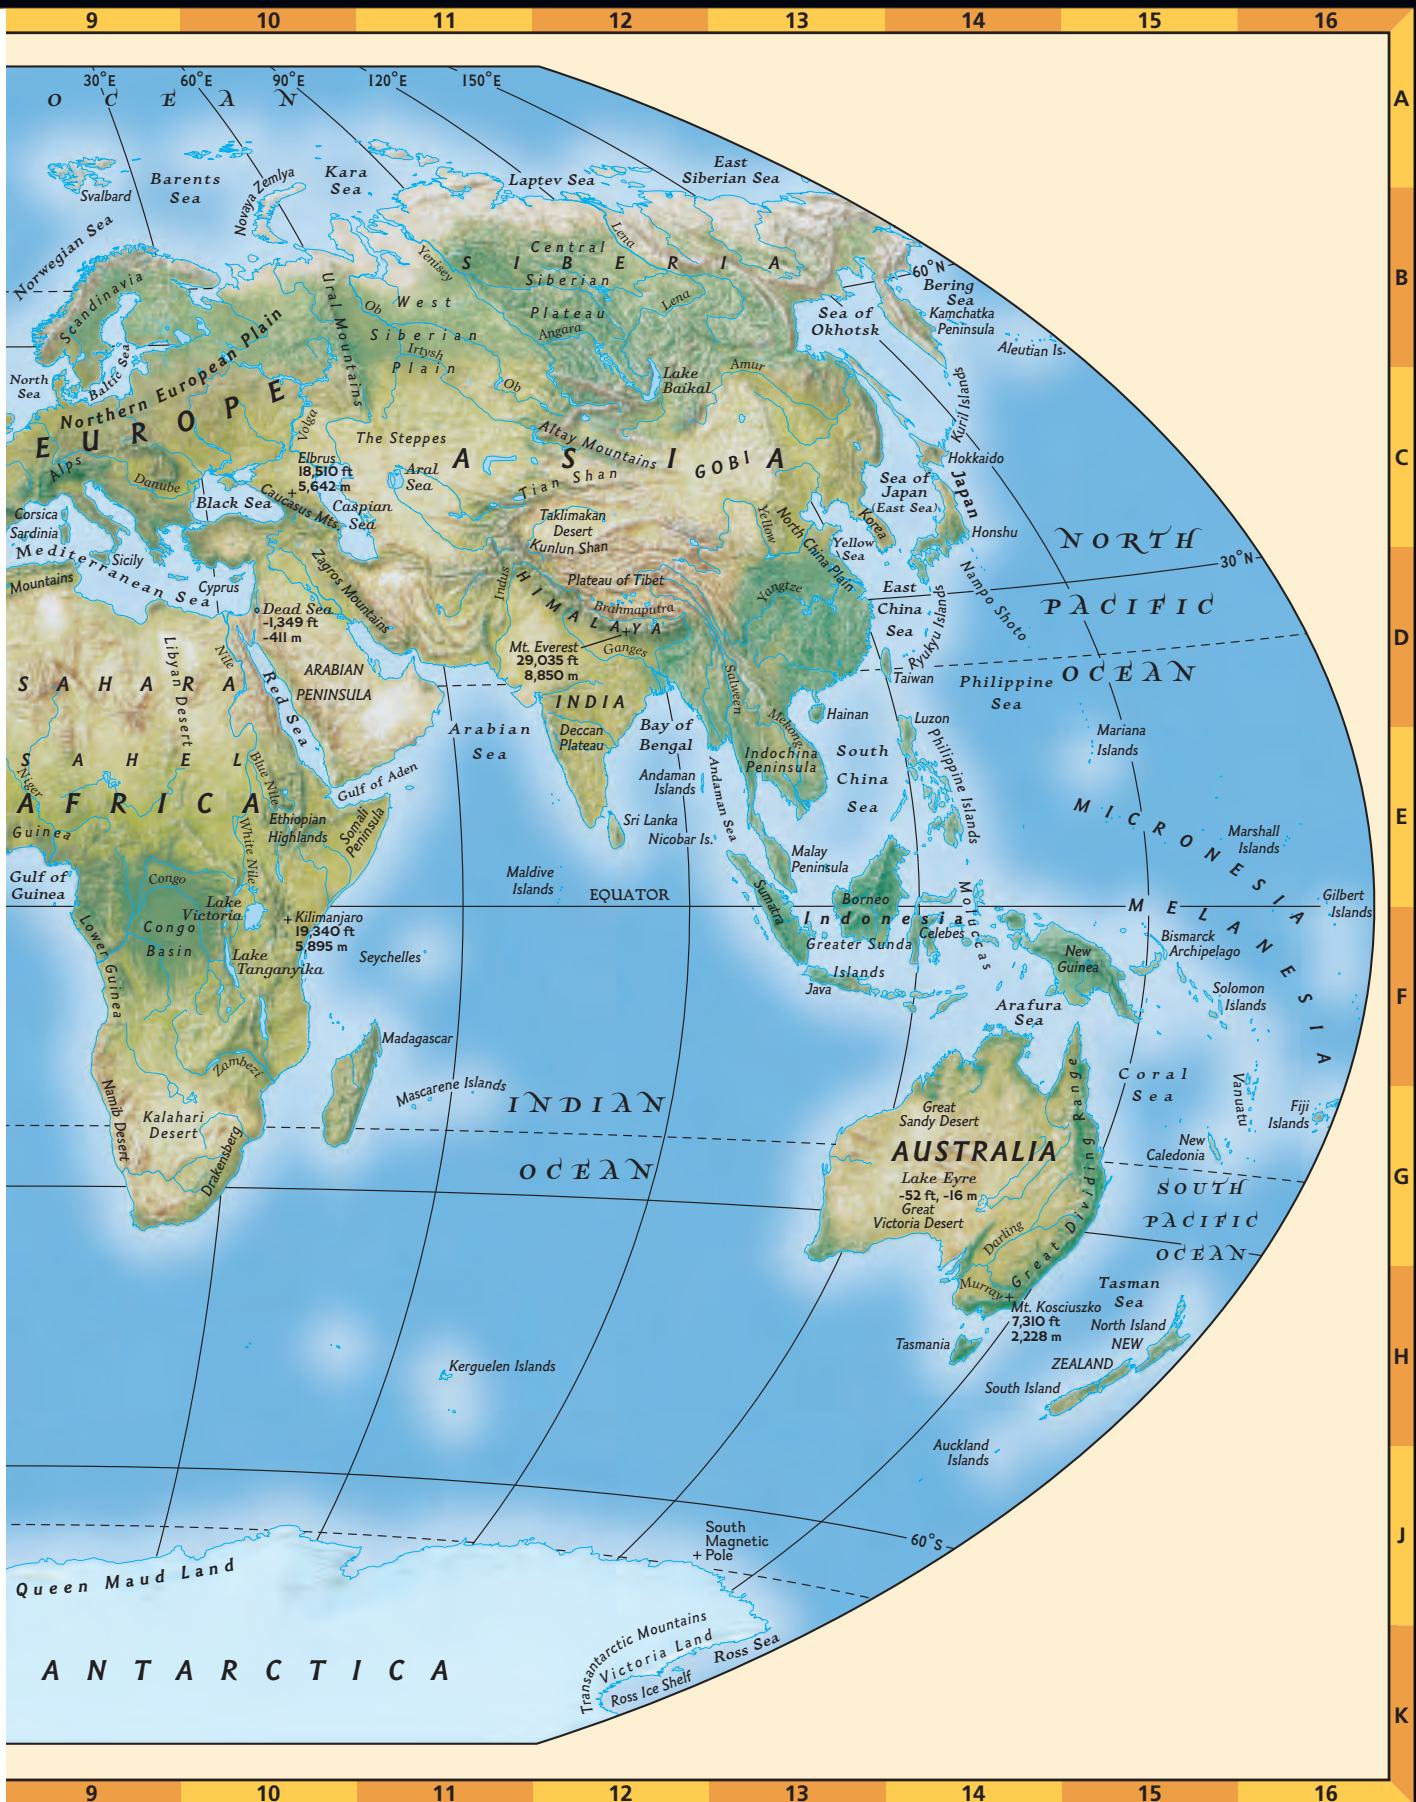 9 10 11 12 13 14 15 16
A
30°E 60°E 90°E 120°E 150°E
O C E A N
Svalbard
Barents
Sea
Novaya Zemlya
Kara
Sea
Laptev Sea
East
Siberian Sea
Norwegian Sea
B
Scandinavia
Ural Mountains
Yenisey
Central
S I B E R I A
Siberian
Plateau
Lena
Lena
Angara
Ob
West
Siberian
Plain
Irtysh
Ob
60°N
Bering
Sea
Kamchatka
Peninsula
Sea of
Okhotsk
Aleutian Is.
North
Sea
Baltic Sea
Northern European Plain
E U R O P E
Lake
Baikal
Amur
Kuril Islands
C
Alps
Danube
Volga
Elbrus
18,510 ft
5,642 m
The Steppes
Aral
Sea
A S I A
Altay Mountains
GOBI
Tian Shan
Hokkaido
Japan
Sea of
Japan
(East Sea)
Honshu
Corsica
Sardinia
Black Sea
Caucasus Mts.
Caspian
Sea
Taklimakan
Desert
Kunlun Shan
Yellow
North China Plain
Korea
Yellow
Sea
NORTH
PACIFIC
OCEAN
30°N
D
Mediterranean Sea
Sicily
Mountains
Cyprus
Zagros Mountains
Dead Sea
-1,349 ft
-411 m
Indus
HIMALAYA
Plateau of Tibet
Brahmaputra
Mt. Everest
29,035 ft
8,850 m
Ganges
Yangtze
East
China
Sea
Ryukyu Islands
Nampo Shoto
Taiwan
Philippine
Sea
SAHARA
Libyan Desert
Nile
Red Sea
ARABIAN
PENINSULA
INDIA
Deccan
Plateau
Salween
Mekong
Hainan
Luzon
Philippine Islands
Mariana
Islands
E
SAHEL
Niger
AFRICA
Blue Nile
Gulf of Aden
Arabian
Sea
Bay of
Bengal
Andaman
Islands
Andaman Sea
Indochina
Peninsula
South
China
Sea
MICRONESIA
Marshall
Islands
Guinea
White Nile
Ethiopian
Highlands
Somali
Peninsula
Sri Lanka
Nicobar Is.
Gulf of
Guinea
Congo
Maldive
Islands
EQUATOR
Malay
Peninsula
Sumatra
Borneo
Moluccas
Gilbert
Islands
MELANESIA
F
Lower Guinea
Congo
Basin
Lake
Victoria
Kilimanjaro
19,340 ft
5,895 m
Lake
Tanganyika
Seychelles
Indonesia
Celebes
Greater Sunda
Islands
Java
New
Guinea
Bismarck
Archipelago
Solomon
Islands
Arafura
Sea
Zambezi
Madagascar
Mascarene Islands
INDIAN
OCEAN
Coral
Sea
Vanuatu
Fiji
Islands
New
Caledonia
G
Namib Desert
Kalahari
Desert
Drakensberg
Great
Sandy Desert
AUSTRALIA
Lake Eyre
-52 ft, -16 m
Great
Victoria Desert
Great Dividing Range
Darling
Murray
SOUTH
PACIFIC
OCEAN
H
Mt. Kosciuszko
7,310 ft
2,228 m
Tasman
Sea
North Island
NEW
ZEALAND
South Island
Tasmania
Kerguelen Islands
Auckland
Islands
J
South
Magnetic
Pole
60°S
Queen Maud Land
ANTARCTICA
Transantarctic Mountains
Victoria Land
Ross Sea
Ross Ice Shelf
K
9 10 11 12 13 14 15 16